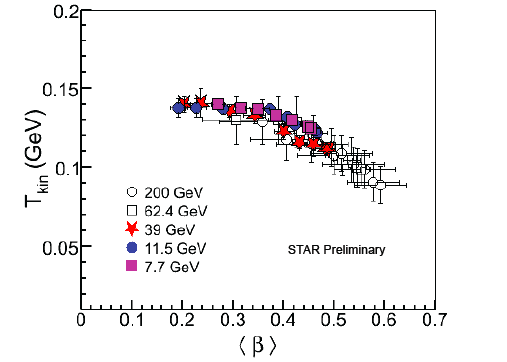 0.2
0.15
0.1
0.05
T_kin (GeV)
200 GeV
62.4 GeV
39 GeV
11.5 GeV
7.7 GeV
STAR Preliminary
0 0.1 0.2 0.3 0.4 0.5 0.6 0.7
⟨ β ⟩